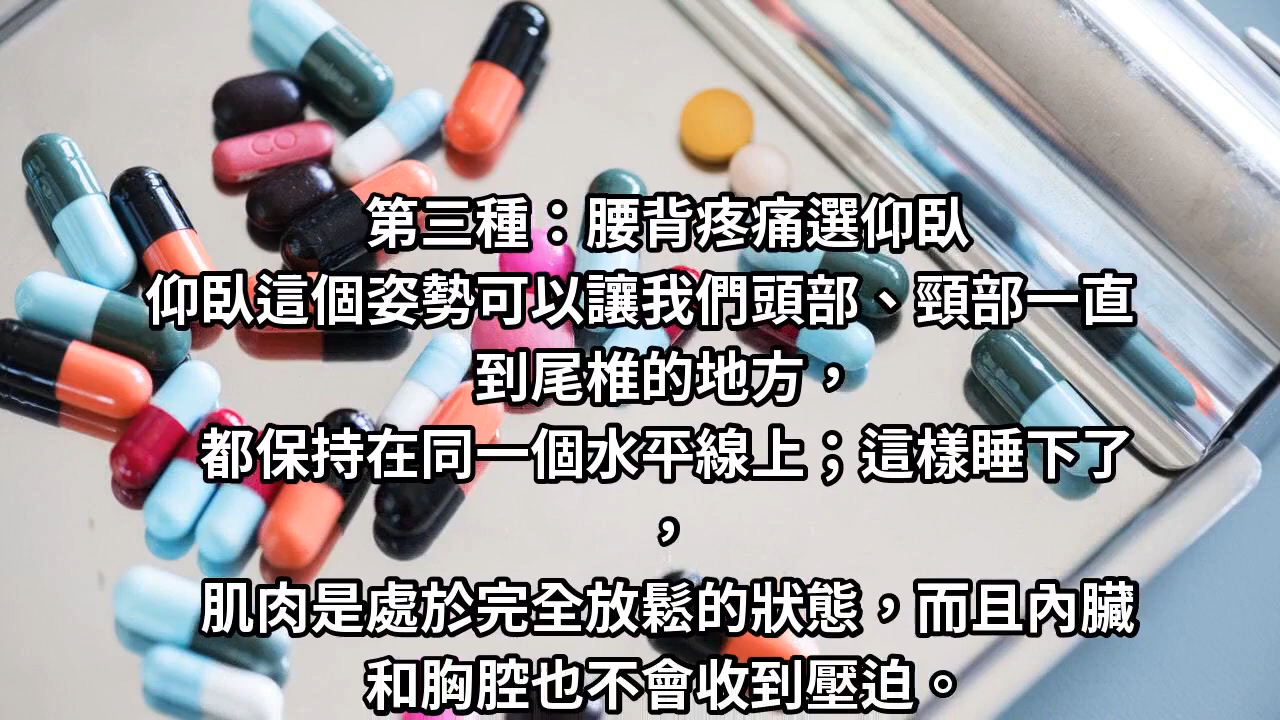 CO
第三種：腰背疼痛選仰臥
仰臥這個姿勢可以讓我們頭部、頸部一直
到尾椎的地方，
都保持在同一個水平線上；這樣睡下了
，
肌肉是處於完全放鬆的狀態，而且內臟
和胸腔也不會收到壓迫。